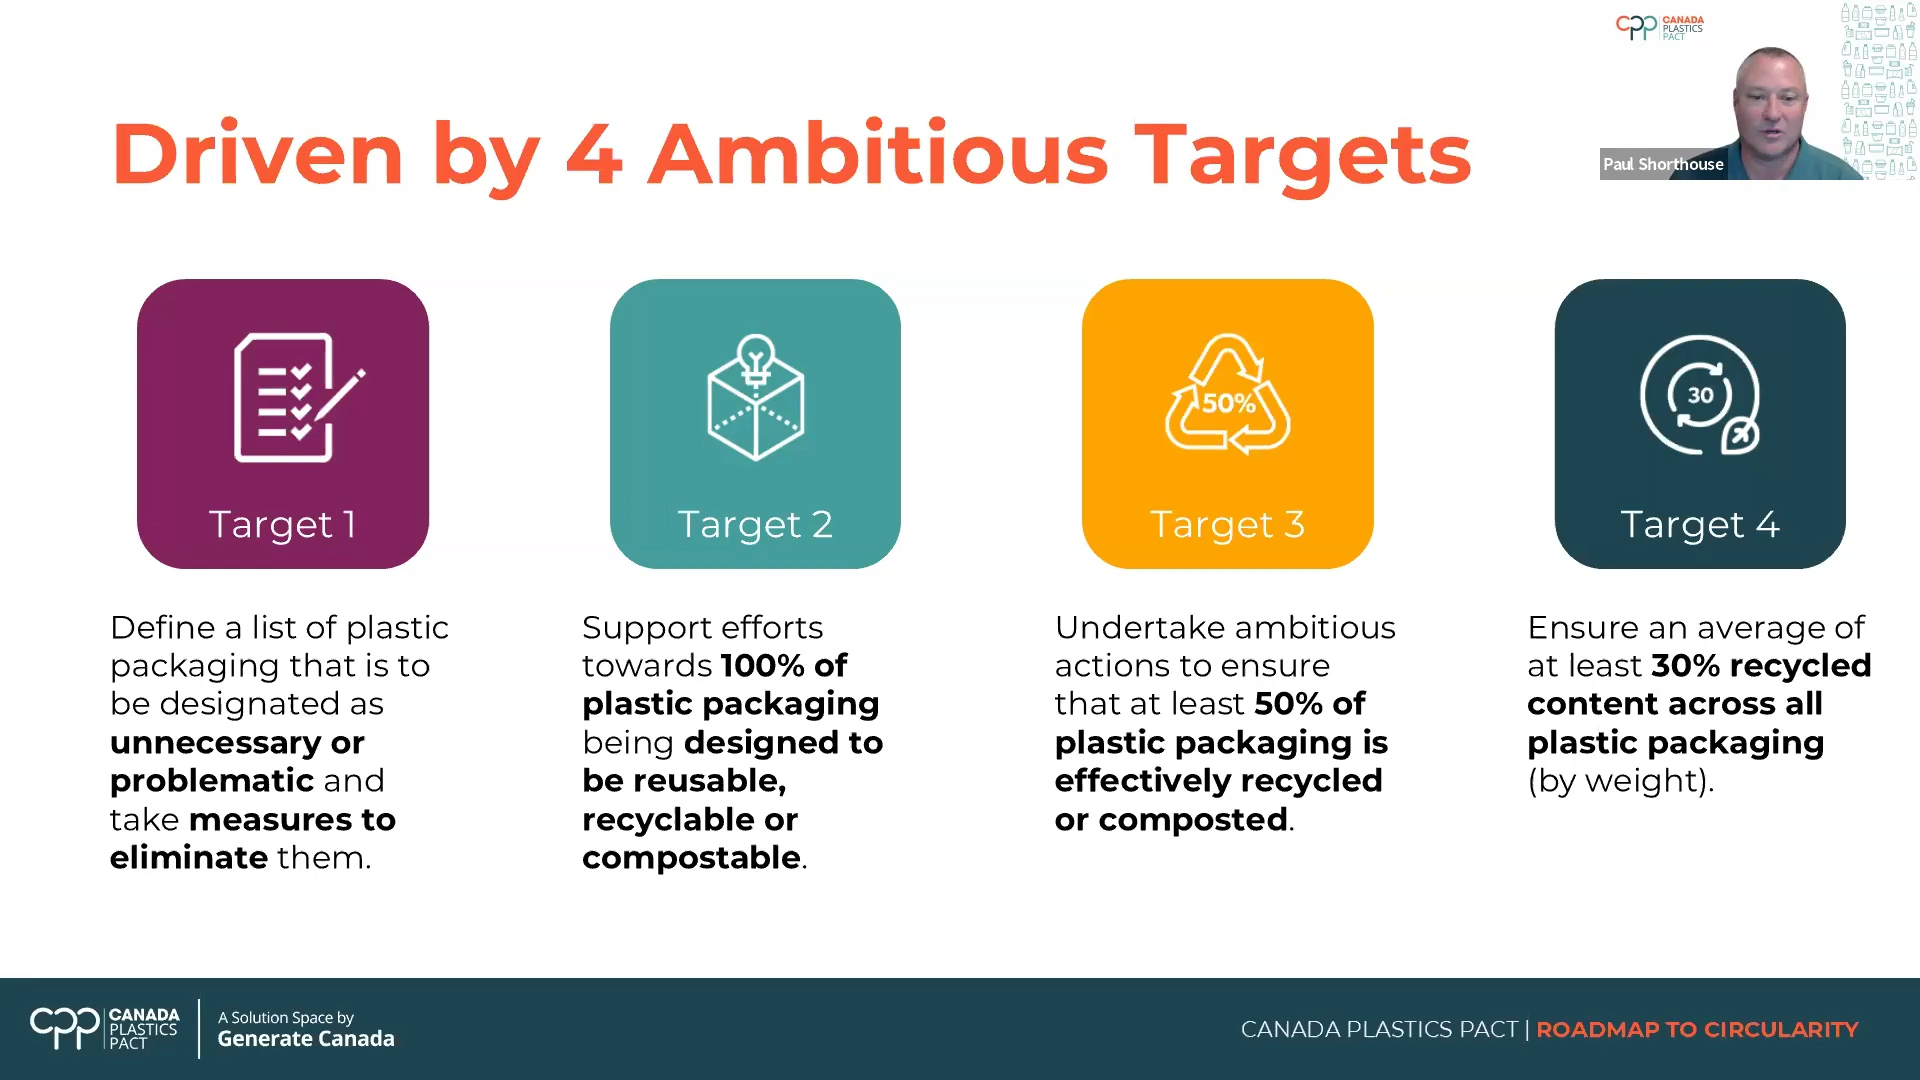 CPP CANADA
PLASTICS
PACT
Paul Shorthouse
Driven by 4 Ambitious Targets
Target 1
Define a list of plastic
packaging that is to
be designated as
unnecessary or
problematic and
take measures to
eliminate them.
Target 2
Support efforts
towards 100% of
plastic packaging
being designed to
be reusable,
recyclable or
compostable.
50%
Target 3
Undertake ambitious
actions to ensure
that at least 50% of
plastic packaging is
effectively recycled
or composted.
30
Target 4
Ensure an average of
at least 30% recycled
content across all
plastic packaging
(by weight).
CPP CANADA
PLASTICS
PACT
A Solution Space by
Generate Canada
CANADA PLASTICS PACT | ROADMAP TO CIRCULARITY